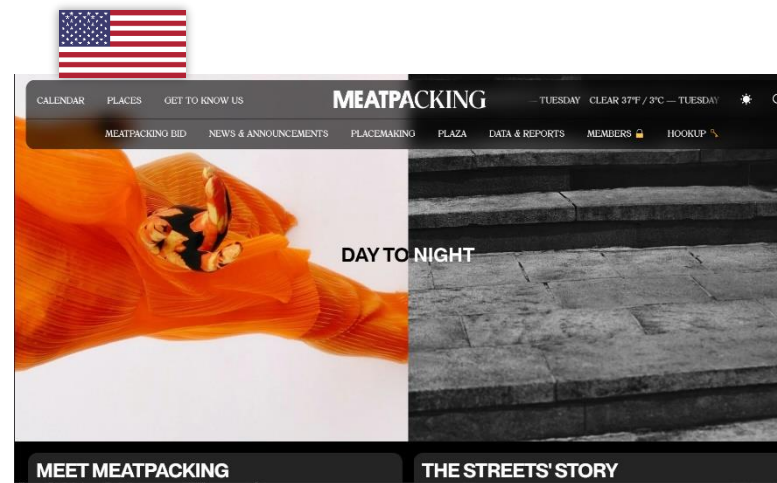 CALENDAR PLACES GET TO KNOW US MEATPACKING — TUESDAY CLEAR 37°F / 3°C — TUESDAY
MEATPACKING BID NEWS & ANNOUNCEMENTS PLACEMAKING PLAZA DATA & REPORTS MEMBERS HOOKUP
DAY TO NIGHT
MEET MEATPACKING THE STREETS' STORY